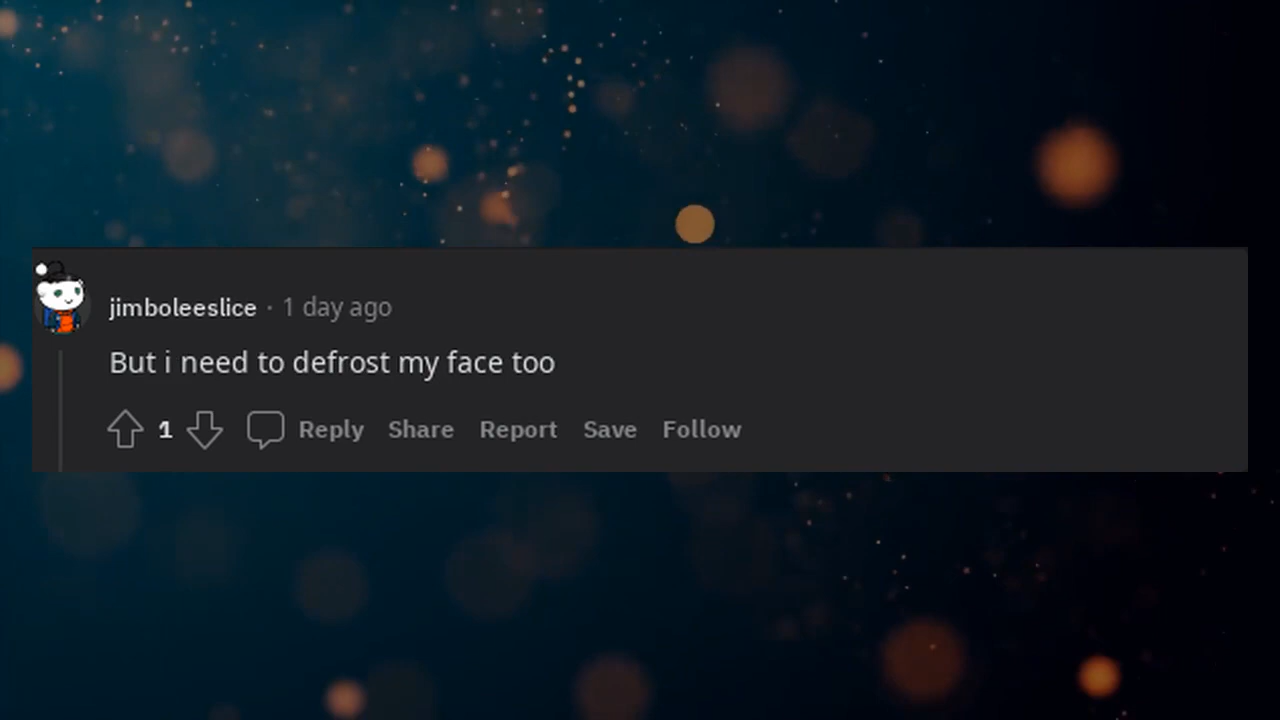 jimboleeslice · 1 day ago
But i need to defrost my face too
1 Reply Share Report Save Follow